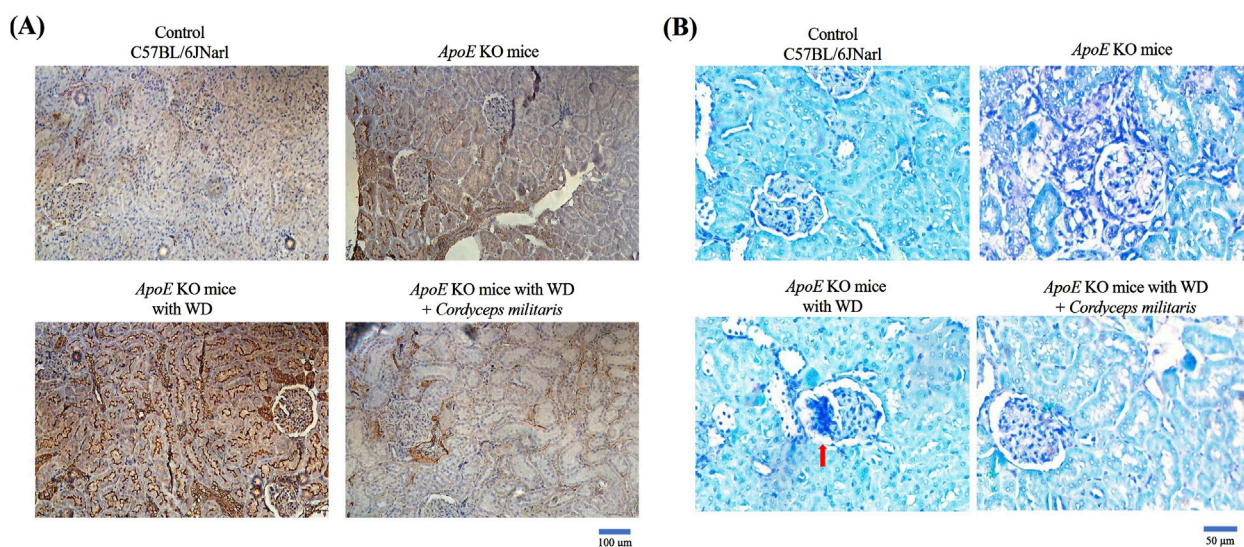 (A)
Control
C57BL/6JNarl
ApoE KO mice
ApoE KO mice
with WD
ApoE KO mice with WD
+ Cordyceps militaris
100 μm
(B)
Control
C57BL/6JNarl
ApoE KO mice
ApoE KO mice
with WD
ApoE KO mice with WD
+ Cordyceps militaris
50 μm